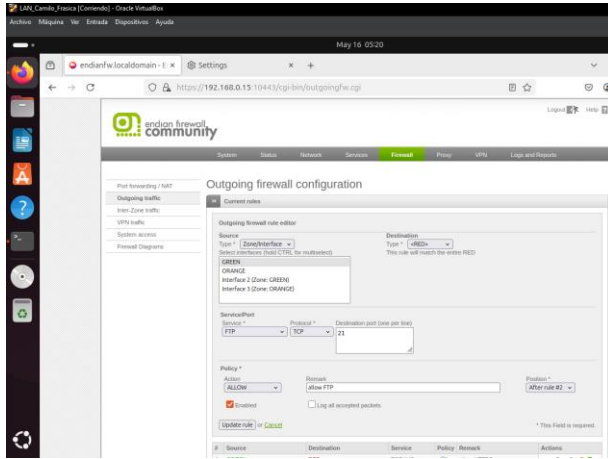 LAN_Camilo_Frasica [Corriendo] - Oracle VirtualBox
Archivo Máquina Ver Entrada Dispositivos Ayuda
May 16 05:20
endianfw.localdomain - E × Settings × +
https://192.168.0.15:10443/cgi-bin/outgoingfw.cgi
Logout Help
endian firewall
community
System Status Network Services Firewall Proxy VPN Logs and Reports
Port forwarding / NAT
Outgoing traffic
Inter-Zone traffic
VPN traffic
System access
Firewall Diagrams
Outgoing firewall configuration
Current rules
Outgoing firewall rule editor
Source Destination
Type * Zone/Interface Type * <RED>
Select interfaces (hold CTRL for multiselect) This rule will match the entire RED
GREEN
ORANGE
Interface 2 (Zone: GREEN)
Interface 3 (Zone: ORANGE)
Service/Port
Service * Protocol * Destination port (one per line)
FTP TCP 21
Policy *
Action Remark Position *
ALLOW allow FTP After rule #2
Enabled Log all accepted packets
Update rule or Cancel * This Field is required.
# Source Destination Service Policy Remark Actions